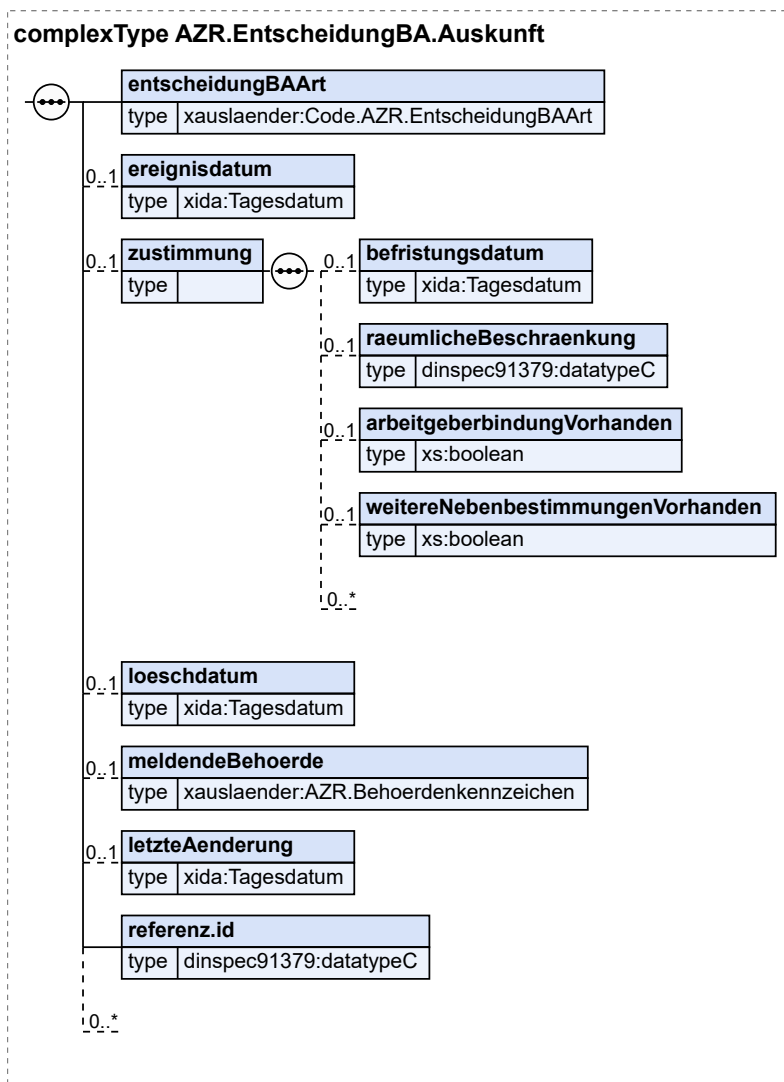 complexType AZR.EntscheidungBA.Auskunft
entscheidungBAArt
type xauslaender:Code.AZR.EntscheidungBAArt
0..1 ereignisdatum
type xida:Tagesdatum
0..1 zustimmung
type
0..1 befristungsdatum
type xida:Tagesdatum
0..1 raeumlicheBeschraenkung
type dinspec91379:datatypeC
0..1 arbeitgeberbindungVorhanden
type xs:boolean
0..1 weitereNebenbestimmungenVorhanden
type xs:boolean
0..*
0..1 loeschdatum
type xida:Tagesdatum
0..1 meldendeBehoerde
type xauslaender:AZR.Behoerdenkennzeichen
0..1 letzteAenderung
type xida:Tagesdatum
referenz.id
type dinspec91379:datatypeC
0..*